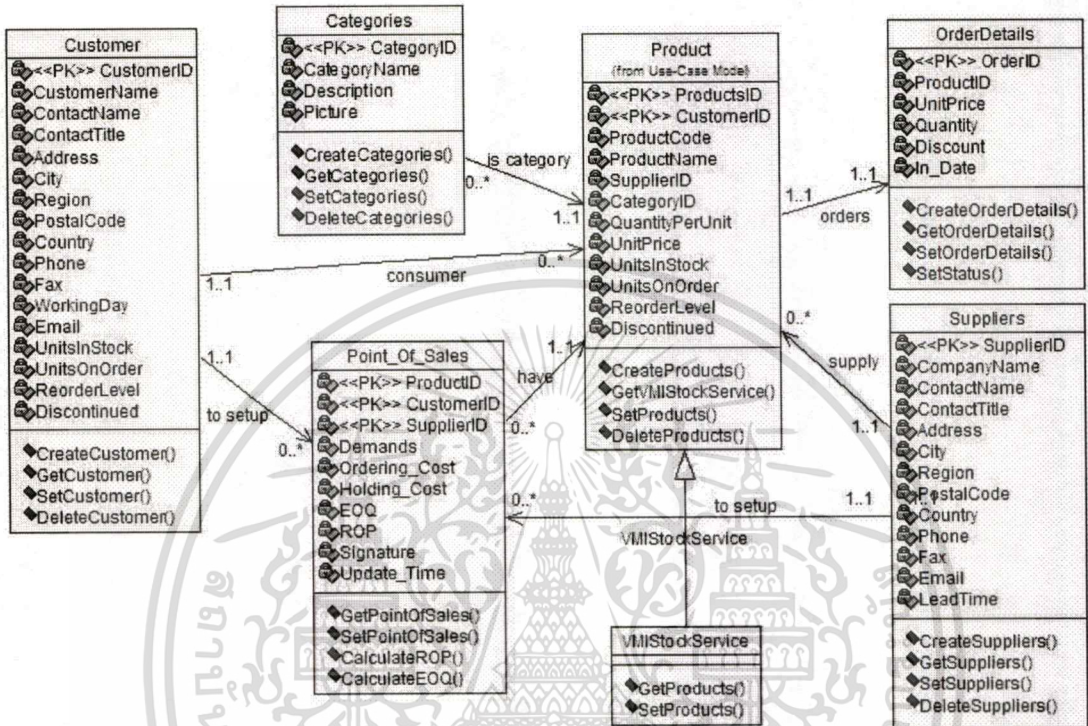 Customer
<<PK>> CustomerID
CustomerName
ContactName
ContactTitle
Address
City
Region
PostalCode
Country
Phone
Fax
WorkingDay
Email
UnitsInStock
UnitsOnOrder
ReorderLevel
Discontinued
CreateCustomer()
GetCustomer()
SetCustomer()
DeleteCustomer()
Categories
<<PK>> CategoryID
CategoryName
Description
Picture
CreateCategories()
GetCategories()
SetCategories()
DeleteCategories()
is category
0..*
1..1
consumer
1..1
0..*
Product
(from Use-Case Model)
<<PK>> ProductsID
<<PK>> CustomerID
ProductCode
ProductName
SupplierID
CategoryID
QuantityPerUnit
UnitPrice
UnitsInStock
UnitsOnOrder
ReorderLevel
Discontinued
CreateProducts()
GetVMIStockService()
SetProducts()
DeleteProducts()
1..1
1..1
orders
OrderDetails
<<PK>> OrderID
ProductID
UnitPrice
Quantity
Discount
In_Date
CreateOrderDetails()
GetOrderDetails()
SetOrderDetails()
SetStatus()
1..1
to setup
0..*
Point_Of_Sales
<<PK>> ProductID
<<PK>> CustomerID
<<PK>> SupplierID
Demands
Ordering_Cost
Holding_Cost
EOQ
ROP
Signature
Update_Time
GetPointOfSales()
SetPointOfSales()
CalculateROP()
CalculateEOQ()
1..1
have
0..*
0..*
supply
1..1
0..*
to setup
1..1
VMIStockService
VMIStockService
GetProducts()
SetProducts()
Suppliers
<<PK>> SupplierID
CompanyName
ContactName
ContactTitle
Address
City
Region
PostalCode
Country
Phone
Fax
Email
LeadTime
CreateSuppliers()
GetSuppliers()
SetSuppliers()
DeleteSuppliers()